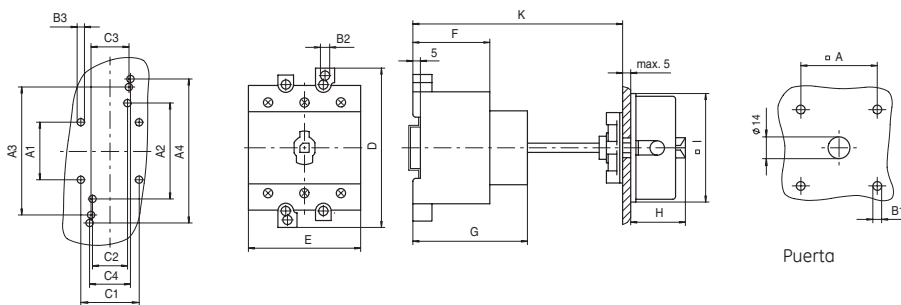 B3
C3
A3
A1
A2
A4
C2
C4
C1
B2
D
E
K
F
5
G
max. 5
□ I
H
□ A
ϕ 14
B1
Puerta